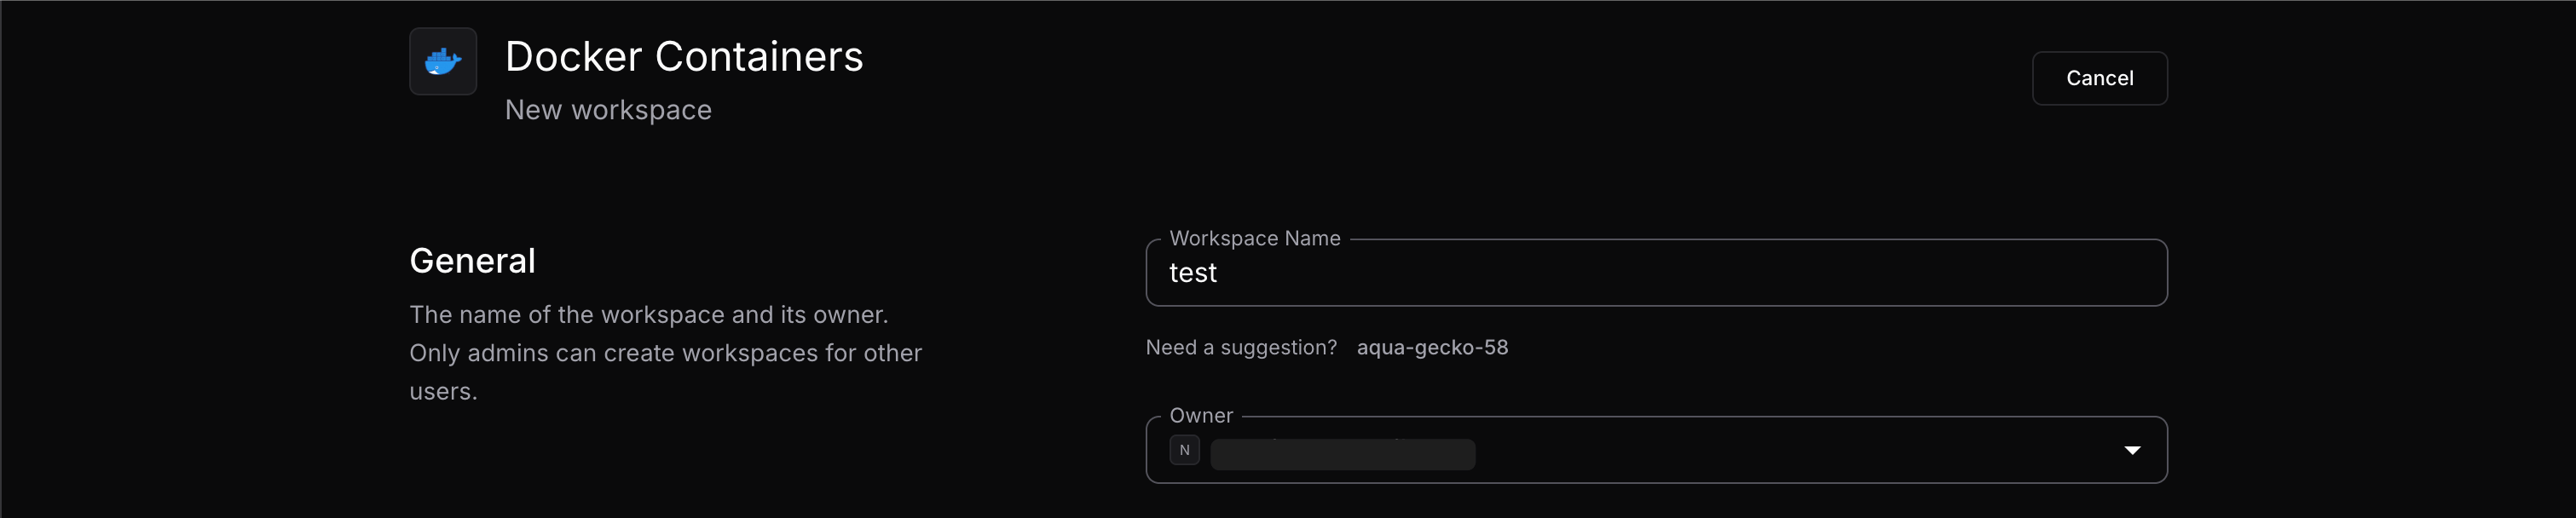 Docker Containers
New workspace
Cancel
General
The name of the workspace and its owner.
Only admins can create workspaces for other
users.
Workspace Name
test
Need a suggestion? aqua-gecko-58
Owner
N